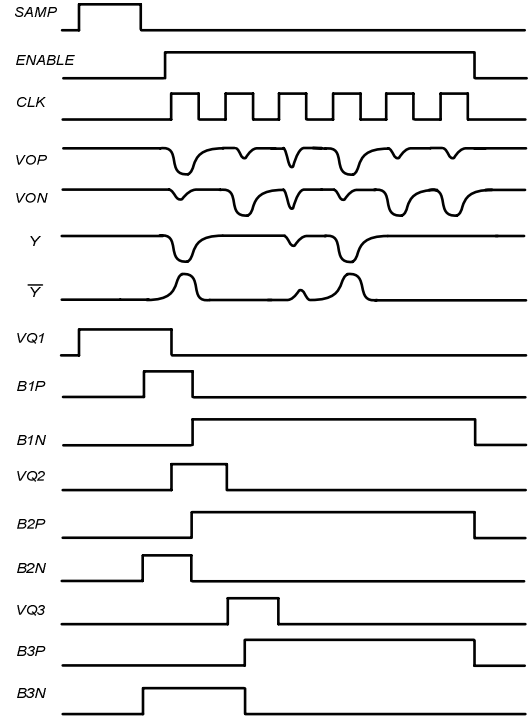 SAMP
ENABLE
CLK
VOP
VON
Y
Y̅
VQ1
B1P
B1N
VQ2
B2P
B2N
VQ3
B3P
B3N